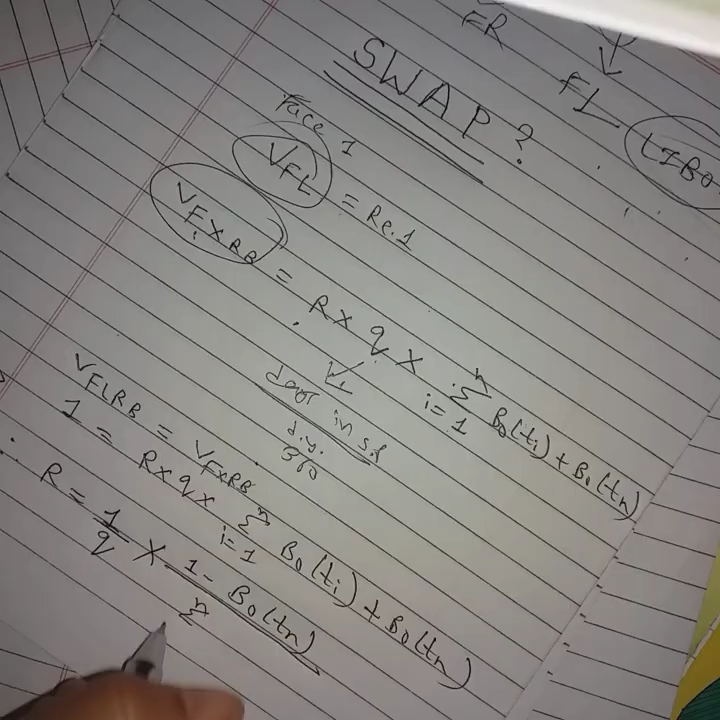 FR
FL
LIBO
SWAP?
Face 1
VFL = Re.1
VFXRB = R x q x n Σ i=1 B0(ti) + B0(tn)
days in s.p
d.y.
360
VFLRB = VFXRB
1 = R x q x n Σ i=1 B0(ti) + B0(tn)
∴ R = 1/q x 1 - B0(tn)
n Σ